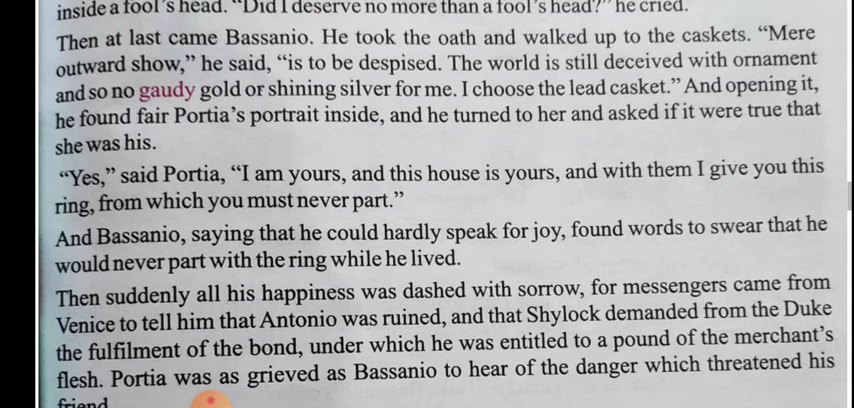 inside a fool's head. “Did I deserve no more than a fool's head?” he cried.
Then at last came Bassanio. He took the oath and walked up to the caskets. “Mere
outward show,” he said, “is to be despised. The world is still deceived with ornament
and so no gaudy gold or shining silver for me. I choose the lead casket.” And opening it,
he found fair Portia's portrait inside, and he turned to her and asked if it were true that
she was his.
“Yes,” said Portia, “I am yours, and this house is yours, and with them I give you this
ring, from which you must never part.”
And Bassanio, saying that he could hardly speak for joy, found words to swear that he
would never part with the ring while he lived.
Then suddenly all his happiness was dashed with sorrow, for messengers came from
Venice to tell him that Antonio was ruined, and that Shylock demanded from the Duke
the fulfilment of the bond, under which he was entitled to a pound of the merchant's
flesh. Portia was as grieved as Bassanio to hear of the danger which threatened his
friend